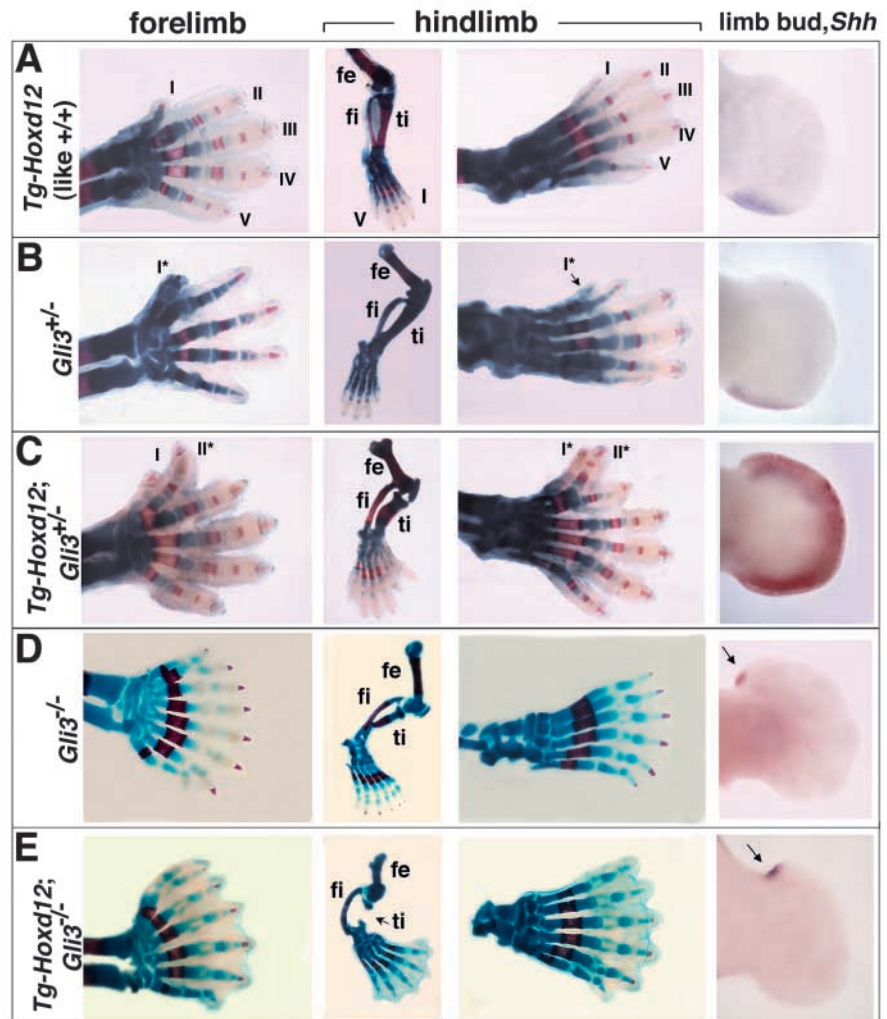 forelimb hindlimb limb bud, Shh
A
Tg-Hoxd12
(like +/+)
I
II
III
IV
V
fe
fi ti
V I
I
II
III
IV
V
B
Gli3+/-
I*
fe
fi
ti
I*
C
Tg-Hoxd12;
Gli3+/-
I II*
fe
fi
ti
I* II*
D
Gli3-/-
fe
fi
ti
E
Tg-Hoxd12;
Gli3-/-
fe
fi
ti